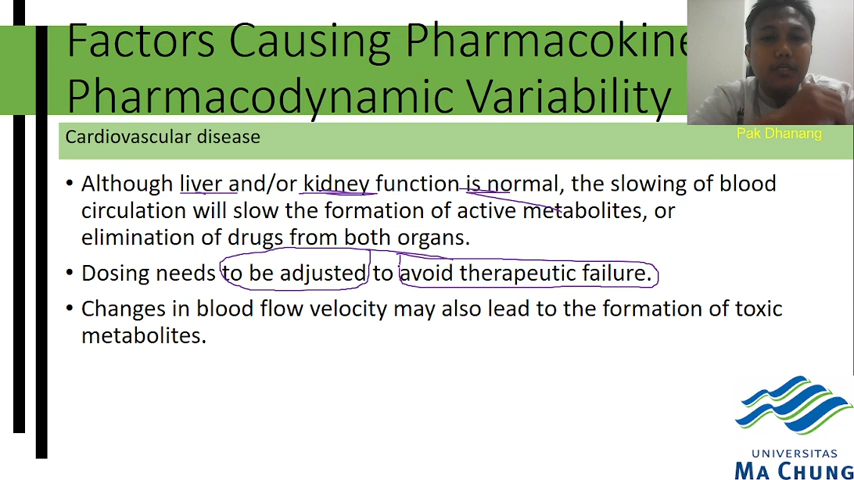 Factors Causing Pharmacokine
Pharmacodynamic Variability
Pak Dhanang
Cardiovascular disease
• Although liver and/or kidney function is normal, the slowing of blood
circulation will slow the formation of active metabolites, or
elimination of drugs from both organs.
• Dosing needs to be adjusted to avoid therapeutic failure.
• Changes in blood flow velocity may also lead to the formation of toxic
metabolites.
UNIVERSITAS
MA CHUNG